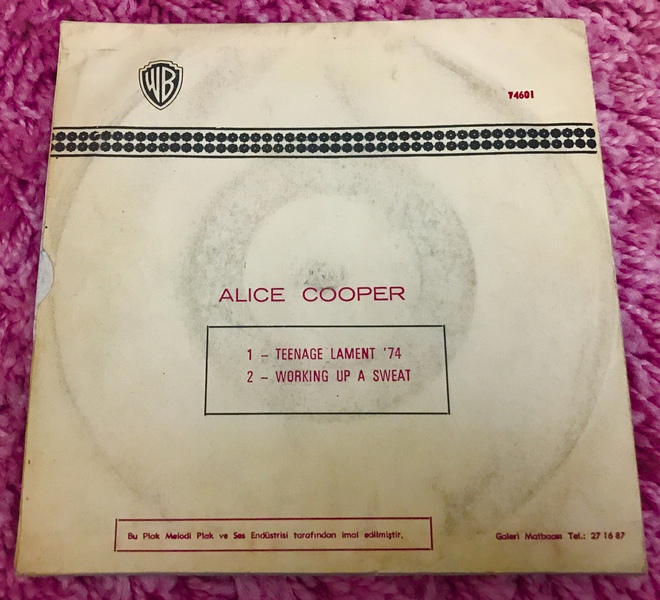 WB
74601
ALICE COOPER
1 – TEENAGE LAMENT '74
2 – WORKING UP A SWEAT
Bu Plak Melodi Plak ve Ses Endüstrisi tarafından imal edilmiştir.
Galeri Matbaası Tel.: 27 16 87